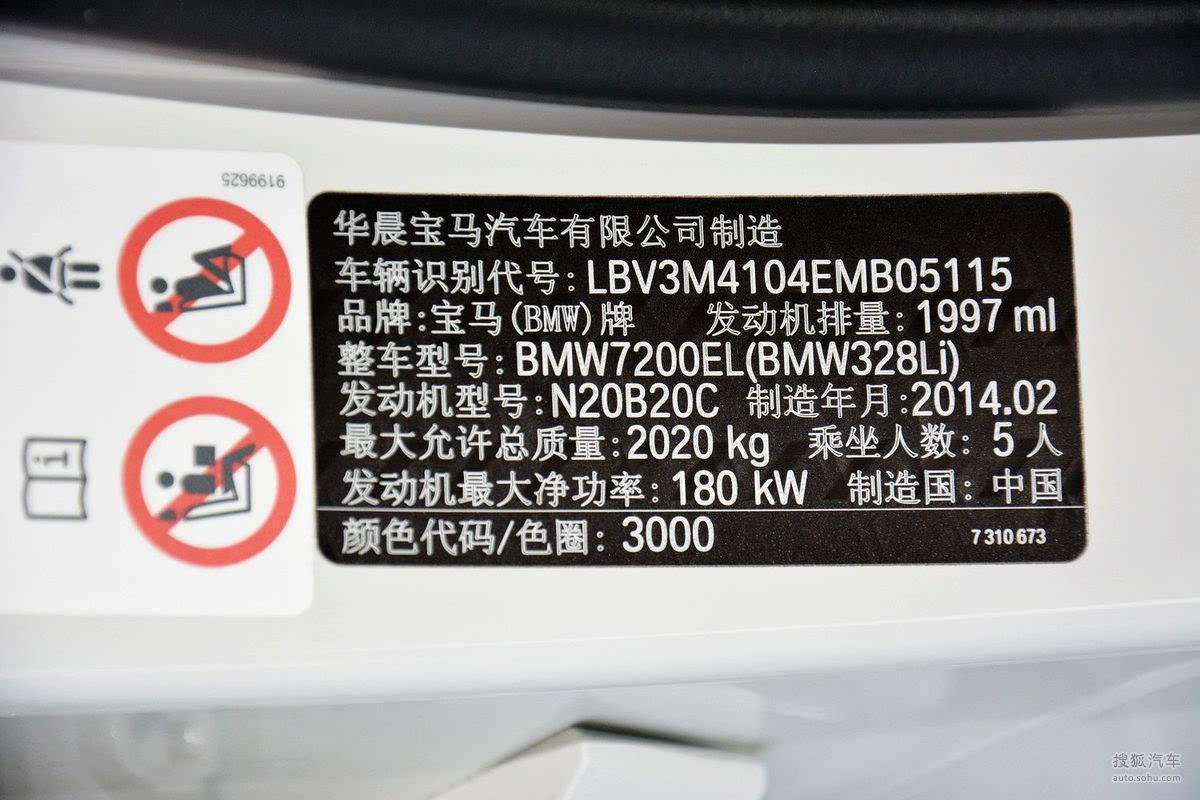 9199625
华晨宝马汽车有限公司制造
车辆识别代号: LBV3M4104EMB05115
品牌:宝马(BMW)牌 发动机排量: 1997 ml
整车型号: BMW7200EL(BMW328Li)
发动机型号:N20B20C 制造年月:2014.02
最大允许总质量:2020 kg 乘坐人数: 5 人
发动机最大净功率: 180 kW 制造国: 中国
颜色代码/色圈: 3000 7 310 673
搜狐汽车
auto.sohu.com